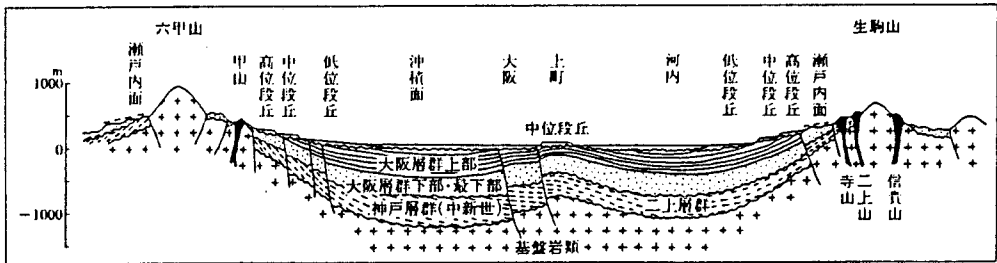 六甲山
生駒山
瀬戸内面
甲山
高位段丘
中位段丘
低位段丘
沖積面
大阪
上町
河内
低位段丘
中位段丘
高位段丘
瀬戸内面
m
1000
0
-1000
中位段丘
大阪層群上部
大阪層群下部・最下部
神戸層群(中新世)
二上層群
基盤岩類
寺山
二上山
信貴山